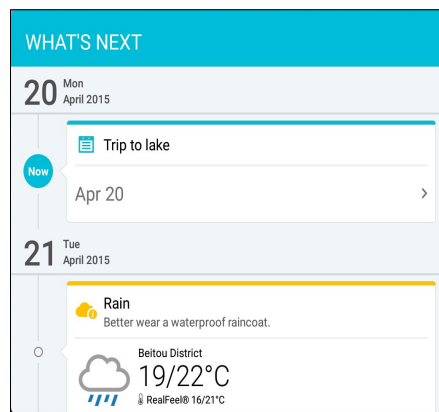 WHAT'S NEXT
20 Mon
April 2015
Trip to lake
Now
Apr 20
21 Tue
April 2015
Rain
Better wear a waterproof raincoat.
Beitou District
19/22°C
RealFeel® 16/21°C